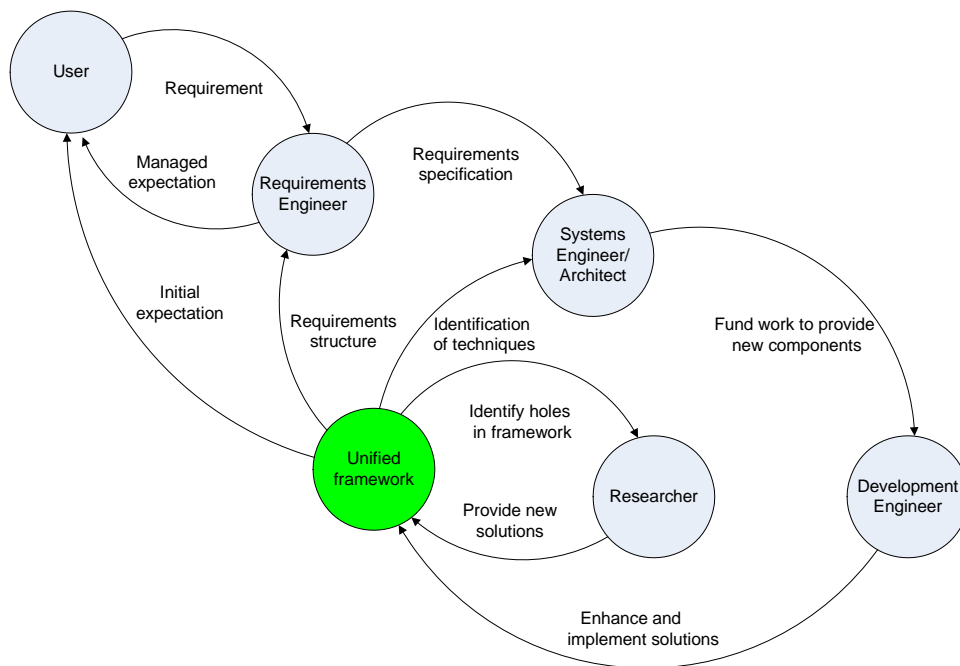 User
Requirement
Managed
expectation
Requirements
Engineer
Requirements
specification
Systems
Engineer/
Architect
Initial
expectation
Requirements
structure
Identification
of techniques
Fund work to provide
new components
Identify holes
in framework
Unified
framework
Provide new
solutions
Researcher
Development
Engineer
Enhance and
implement solutions